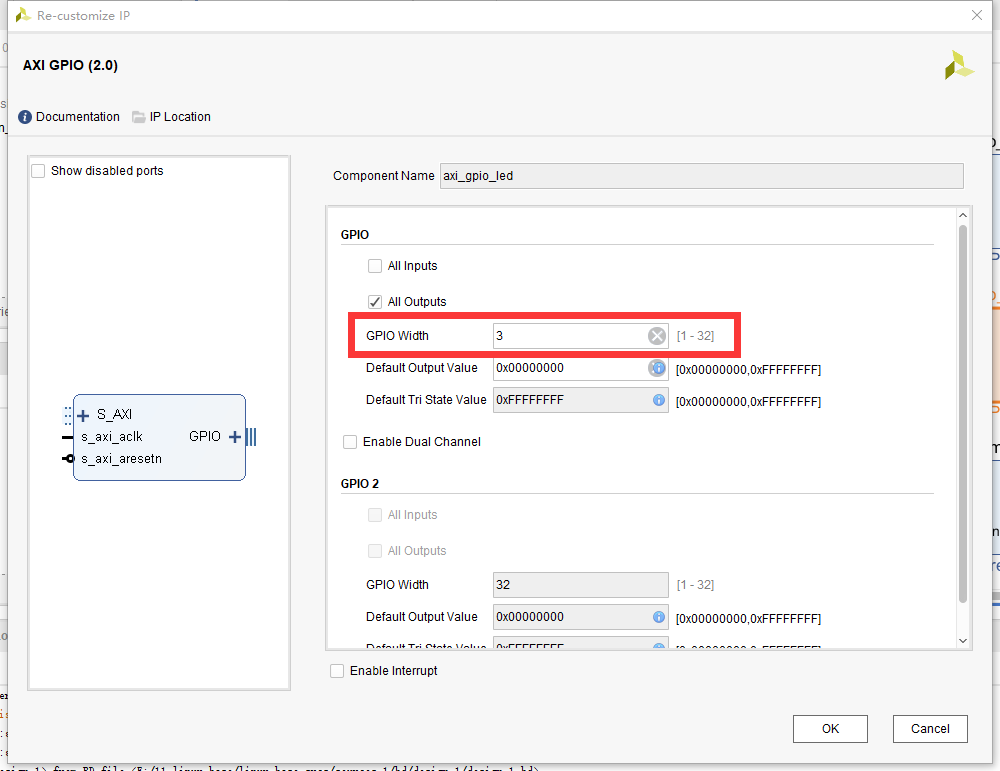 Re-customize IP
AXI GPIO (2.0)
Documentation IP Location
Show disabled ports
Component Name axi_gpio_led
GPIO
All Inputs
All Outputs
GPIO Width 3 [1 - 32]
Default Output Value 0x00000000 [0x00000000,0xFFFFFFFF]
Default Tri State Value 0xFFFFFFFF [0x00000000,0xFFFFFFFF]
Enable Dual Channel
GPIO 2
All Inputs
All Outputs
GPIO Width 32 [1 - 32]
Default Output Value 0x00000000 [0x00000000,0xFFFFFFFF]
Default Tri State Value 0xFFFFFFFF [0x00000000,0xFFFFFFFF]
S_AXI
s_axi_aclk GPIO
s_axi_aresetn
Enable Interrupt
OK Cancel